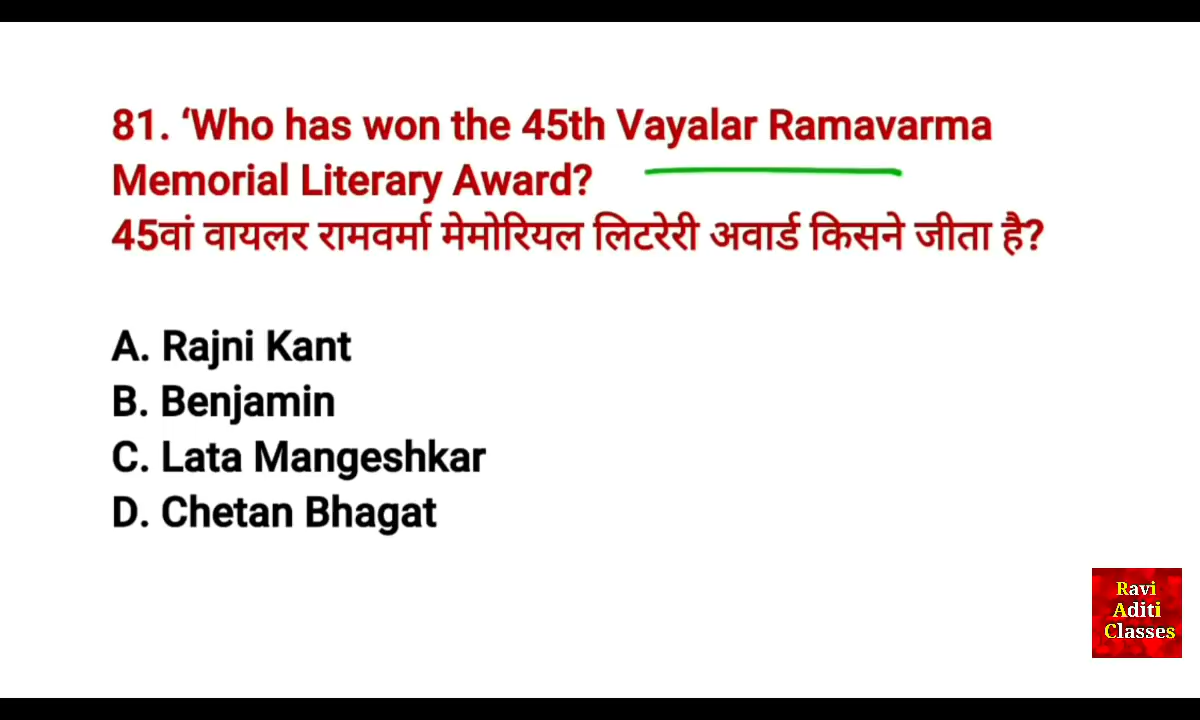 81. ‘Who has won the 45th Vayalar Ramavarma
Memorial Literary Award?
45वां वायलर रामवर्मा मेमोरियल लिटरेरी अवार्ड किसने जीता है?
A. Rajni Kant
B. Benjamin
C. Lata Mangeshkar
D. Chetan Bhagat
Ravi
Aditi
Classes